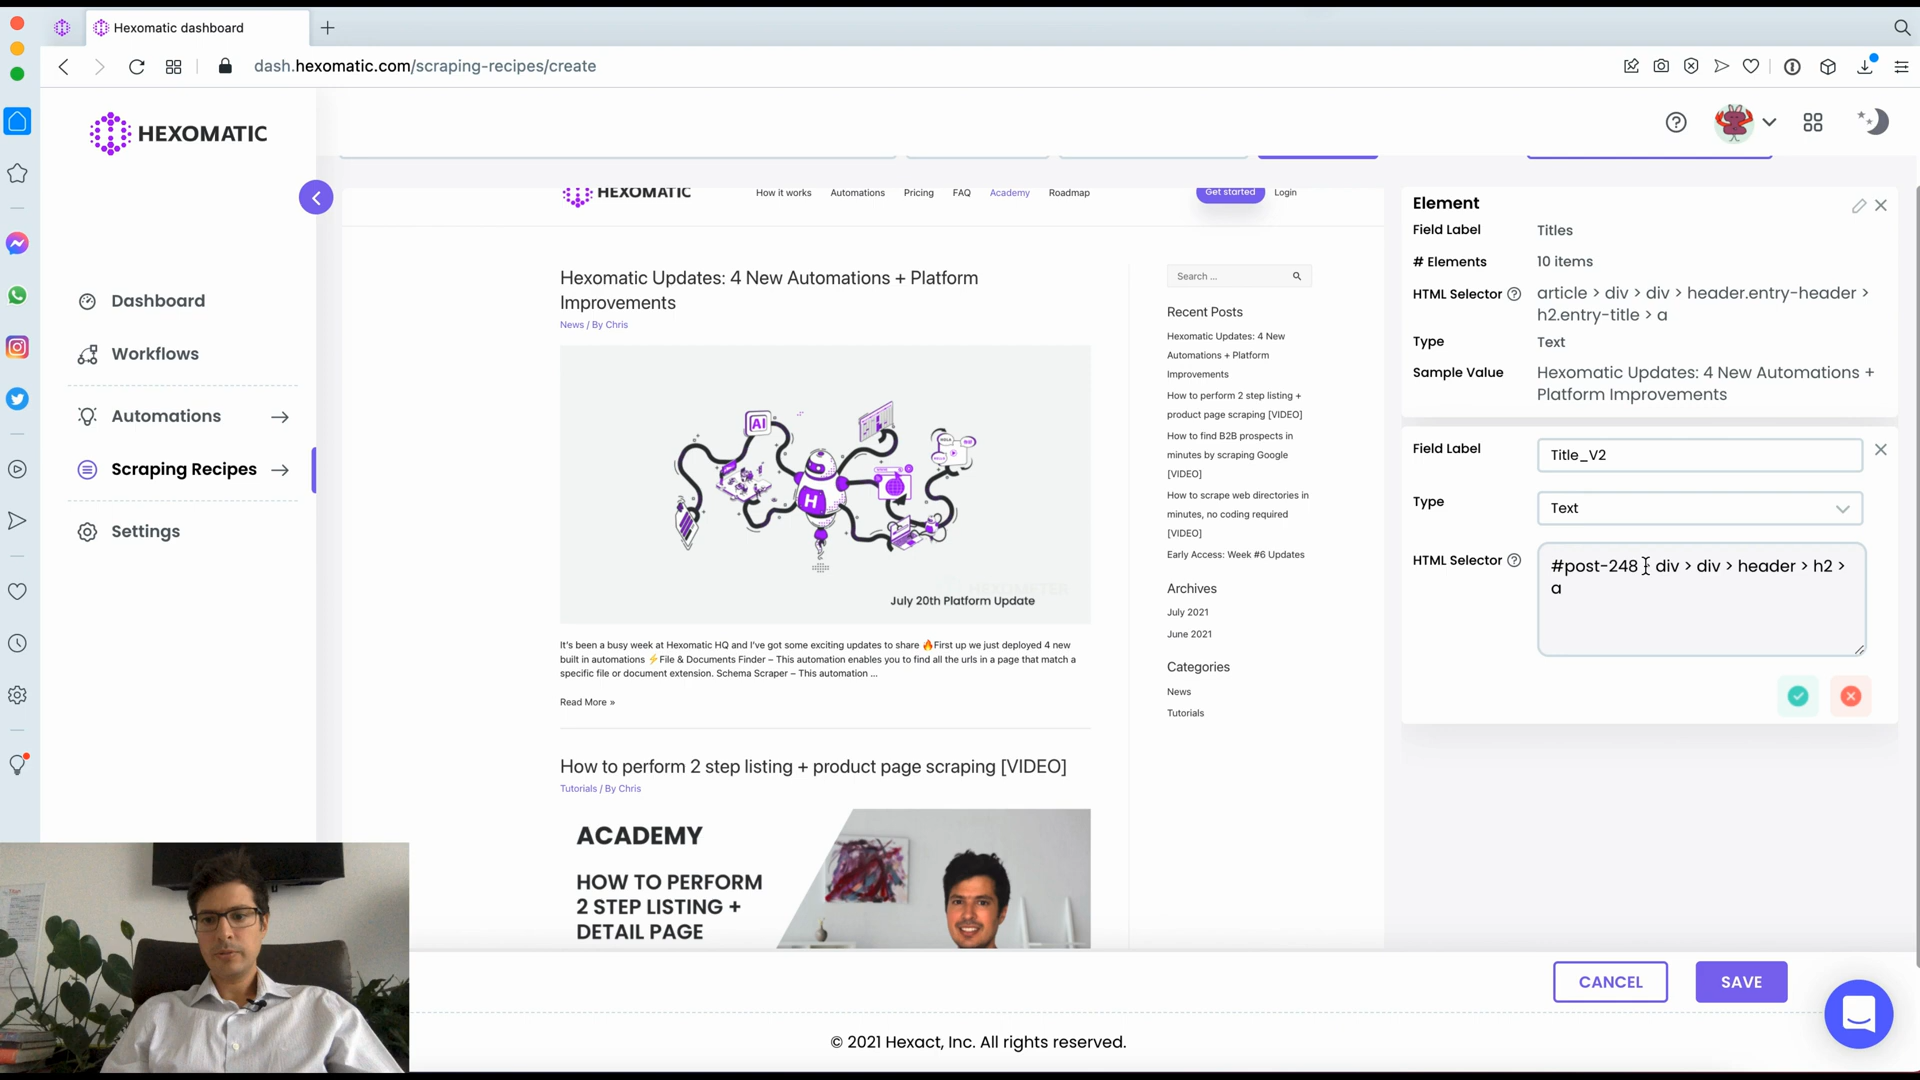 Hexomatic dashboard
dash.hexomatic.com/scraping-recipes/create
HEXOMATIC
Dashboard
Workflows
Automations
Scraping Recipes
Settings
HEXOMATIC
How it works
Automations
Pricing
FAQ
Academy
Roadmap
Get started
Login
Hexomatic Updates: 4 New Automations + Platform
Improvements
News / By Chris
AI
H
July 20th Platform Update
It's been a busy week at Hexomatic HQ and I've got some exciting updates to share 🔥First up we just deployed 4 new
built in automations ⚡File & Documents Finder – This automation enables you to find all the urls in a page that match a
specific file or document extension. Schema Scraper – This automation ...
Read More »
How to perform 2 step listing + product page scraping [VIDEO]
Tutorials / By Chris
ACADEMY
HOW TO PERFORM
2 STEP LISTING +
DETAIL PAGE
Search ...
Recent Posts
Hexomatic Updates: 4 New
Automations + Platform
Improvements
How to perform 2 step listing +
product page scraping [VIDEO]
How to find B2B prospects in
minutes by scraping Google
[VIDEO]
How to scrape web directories in
minutes, no coding required
[VIDEO]
Early Access: Week #6 Updates
Archives
July 2021
June 2021
Categories
News
Tutorials
Element
Field Label Titles
# Elements 10 items
HTML Selector article > div > div > header.entry-header >
h2.entry-title > a
Type Text
Sample Value Hexomatic Updates: 4 New Automations +
Platform Improvements
Field Label Title_V2
Type Text
HTML Selector #post-248 > div > div > header > h2 >
a
CANCEL
SAVE
© 2021 Hexact, Inc. All rights reserved.